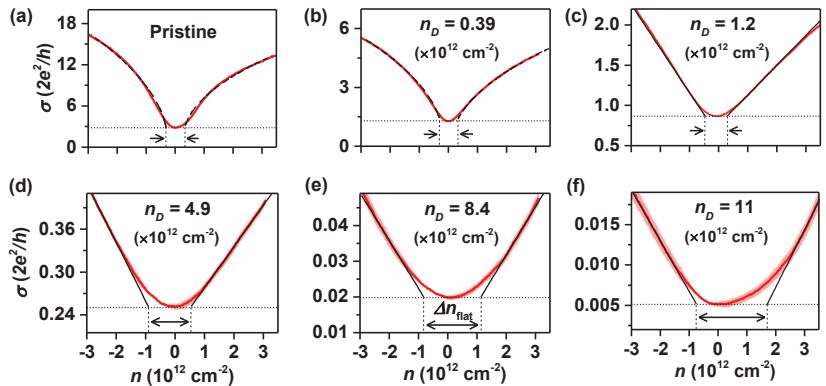 (a)
Pristine
σ (2e²/h)
18
12
6
0
(b)
n_D = 0.39
(×10¹² cm⁻²)
6
3
0
(c)
n_D = 1.2
(×10¹² cm⁻²)
2.0
1.5
1.0
0.5
(d)
n_D = 4.9
(×10¹² cm⁻²)
σ (2e²/h)
0.36
0.30
0.24
-3 -2 -1 0 1 2 3
n (10¹² cm⁻²)
(e)
n_D = 8.4
(×10¹² cm⁻²)
0.04
0.03
0.02
0.01
Δn_flat
-3 -2 -1 0 1 2 3
n (10¹² cm⁻²)
(f)
n_D = 11
(×10¹² cm⁻²)
0.015
0.010
0.005
-3 -2 -1 0 1 2 3
n (10¹² cm⁻²)